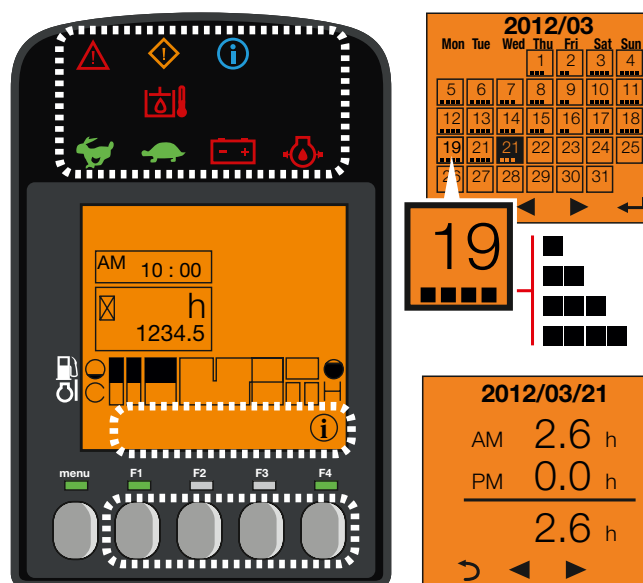 AM 10 : 00
h
1234.5
C H
i
menu F1 F2 F3 F4
2012/03
Mon Tue Wed Thu Fri Sat Sun
1 2 3 4
5 6 7 8 9 10 11
12 13 14 15 16 17 18
19 21 21 22 23 24 25
26 27 28 29 30 31
19
2012/03/21
AM 2.6 h
PM 0.0 h
2.6 h